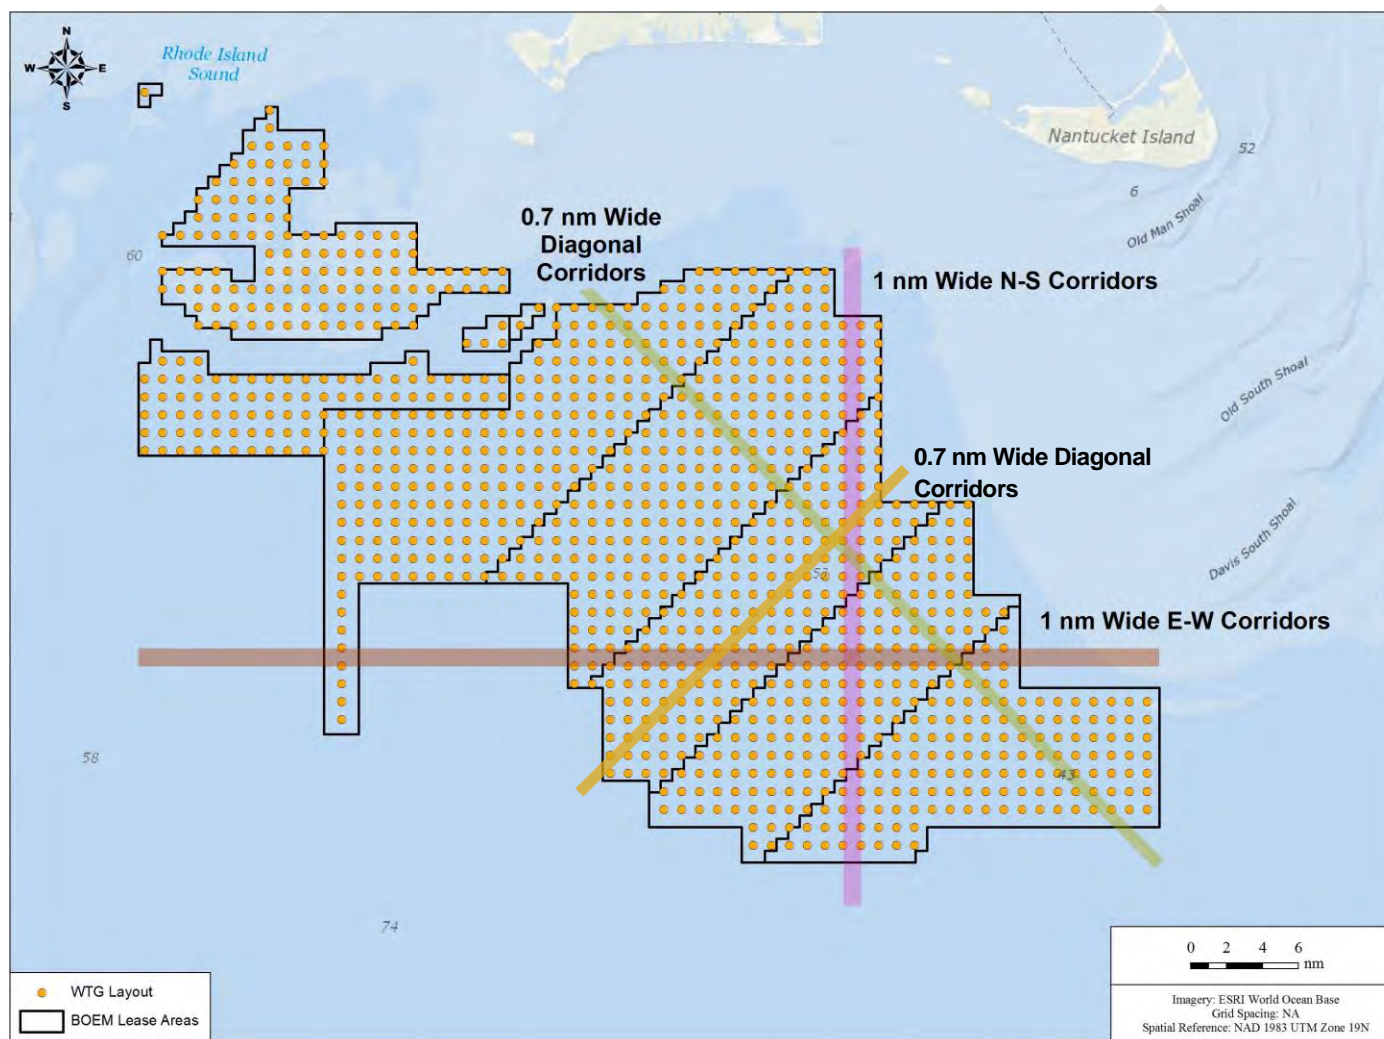 N
W E
S
Rhode Island
Sound
Nantucket Island
52
6
Old Man Shoal
60
0.7 nm Wide
Diagonal
Corridors
1 nm Wide N-S Corridors
Old South Shoal
0.7 nm Wide Diagonal
Corridors
Davis South Shoal
52
1 nm Wide E-W Corridors
58
43
74
0 2 4 6
nm
WTG Layout
BOEM Lease Areas
Imagery: ESRI World Ocean Base
Grid Spacing: NA
Spatial Reference: NAD 1983 UTM Zone 19N